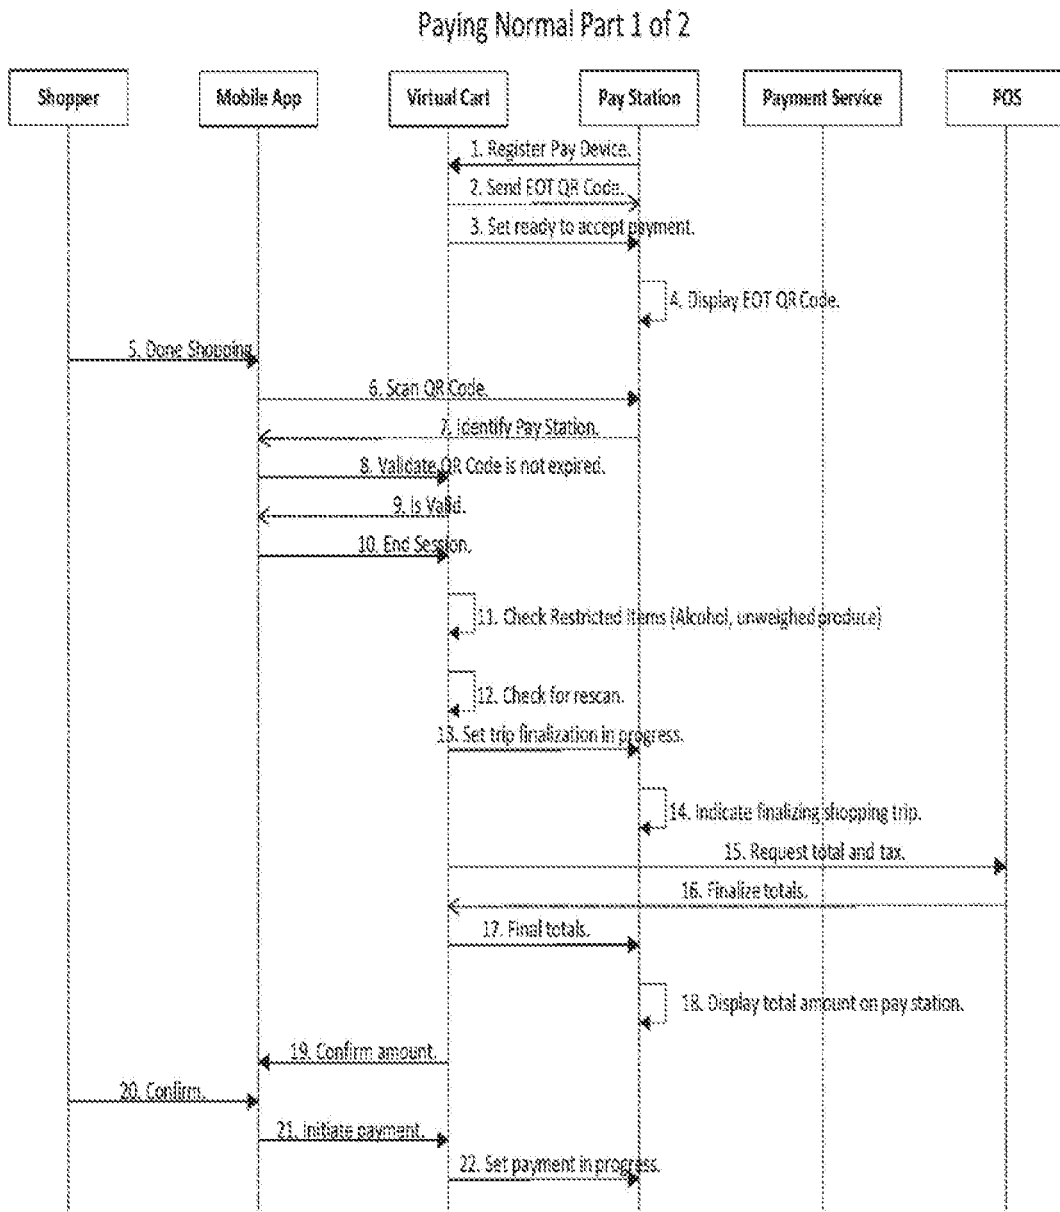 Paying Normal Part 1 of 2
Shopper
Mobile App
Virtual Cart
Pay Station
Payment Service
POS
1. Register Pay Device.
2. Send EOT QR Code.
3. Set ready to accept payment.
4. Display EOT QR Code.
5. Done Shopping.
6. Scan QR Code.
7. Identify Pay Station.
8. Validate QR Code is not expired.
9. Is Valid.
10. End Session.
11. Check Restricted Items (Alcohol, unweighed produce)
12. Check for rescan.
13. Set trip finalization in progress.
14. Indicate finalizing shopping trip.
15. Request total and tax.
16. Finalize totals.
17. Final totals.
18. Display total amount on pay station.
19. Confirm amount.
20. Confirm.
21. Initiate payment.
22. Set payment in progress.